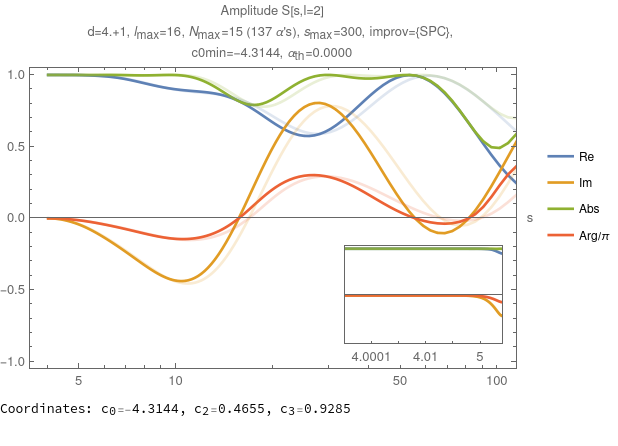 Amplitude S[s,l=2]
d=4.+1, lmax=16, Nmax=15 (137 α's), smax=300, improv={SPC},
c0min=−4.3144, αth=0.0000
1.0
0.5
0.0
−0.5
−1.0
s
Re
Im
Abs
Arg/π
4.0001 4.01 5
5 10 50 100
Coordinates: c0=-4.3144, c2=0.4655, c3=0.9285